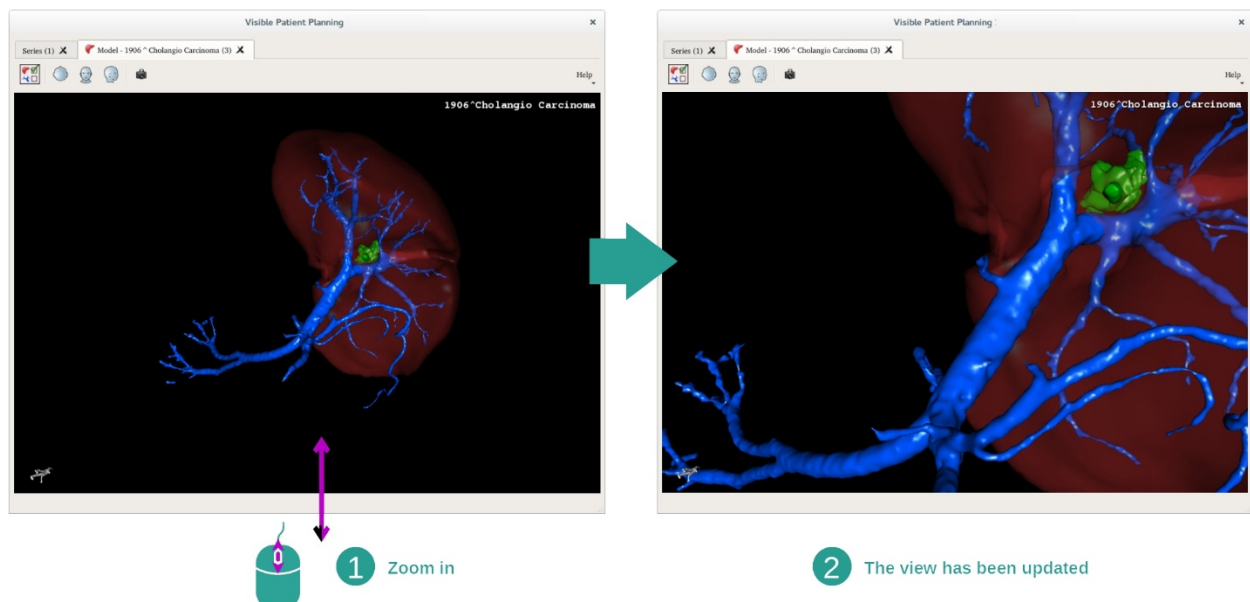 Visible Patient Planning
Series (1) Model - 1906 ^ Cholangio Carcinoma (3)
Help
1906^Cholangio Carcinoma
Visible Patient Planning
Series (1) Model - 1906 ^ Cholangio Carcinoma (3)
Help
1906^Cholangio Carcinoma
1 Zoom in
2 The view has been updated